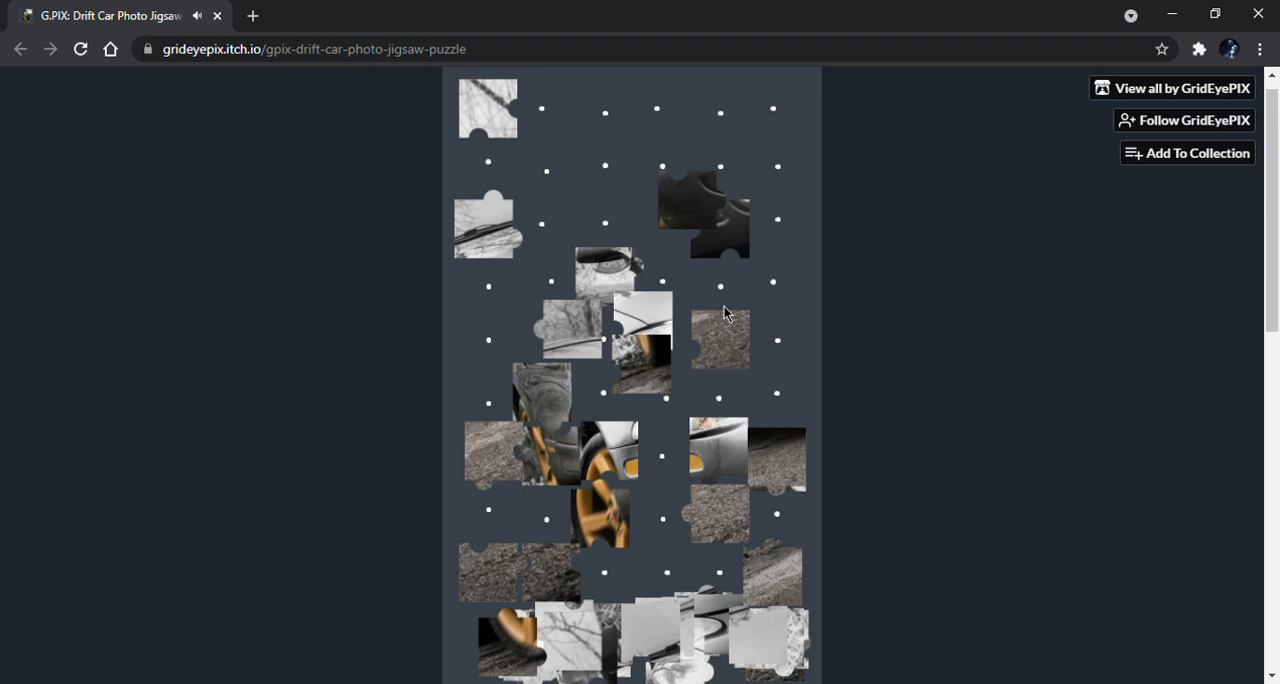 G.PIX: Drift Car Photo Jigsaw
grideyepix.itch.io/gpix-drift-car-photo-jigsaw-puzzle
View all by GridEyePIX
Follow GridEyePIX
Add To Collection